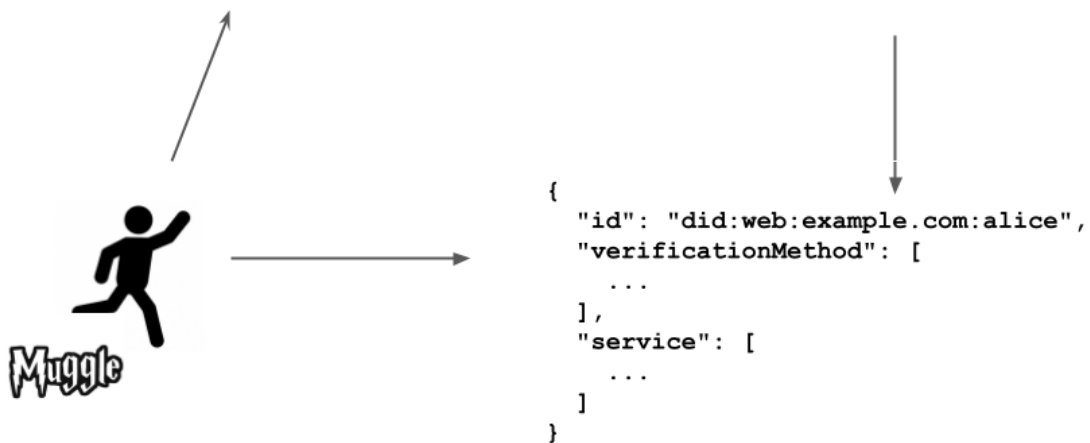 {
"id": "did:web:example.com:alice",
"verificationMethod": [
...
],
"service": [
...
]
}
Muggle